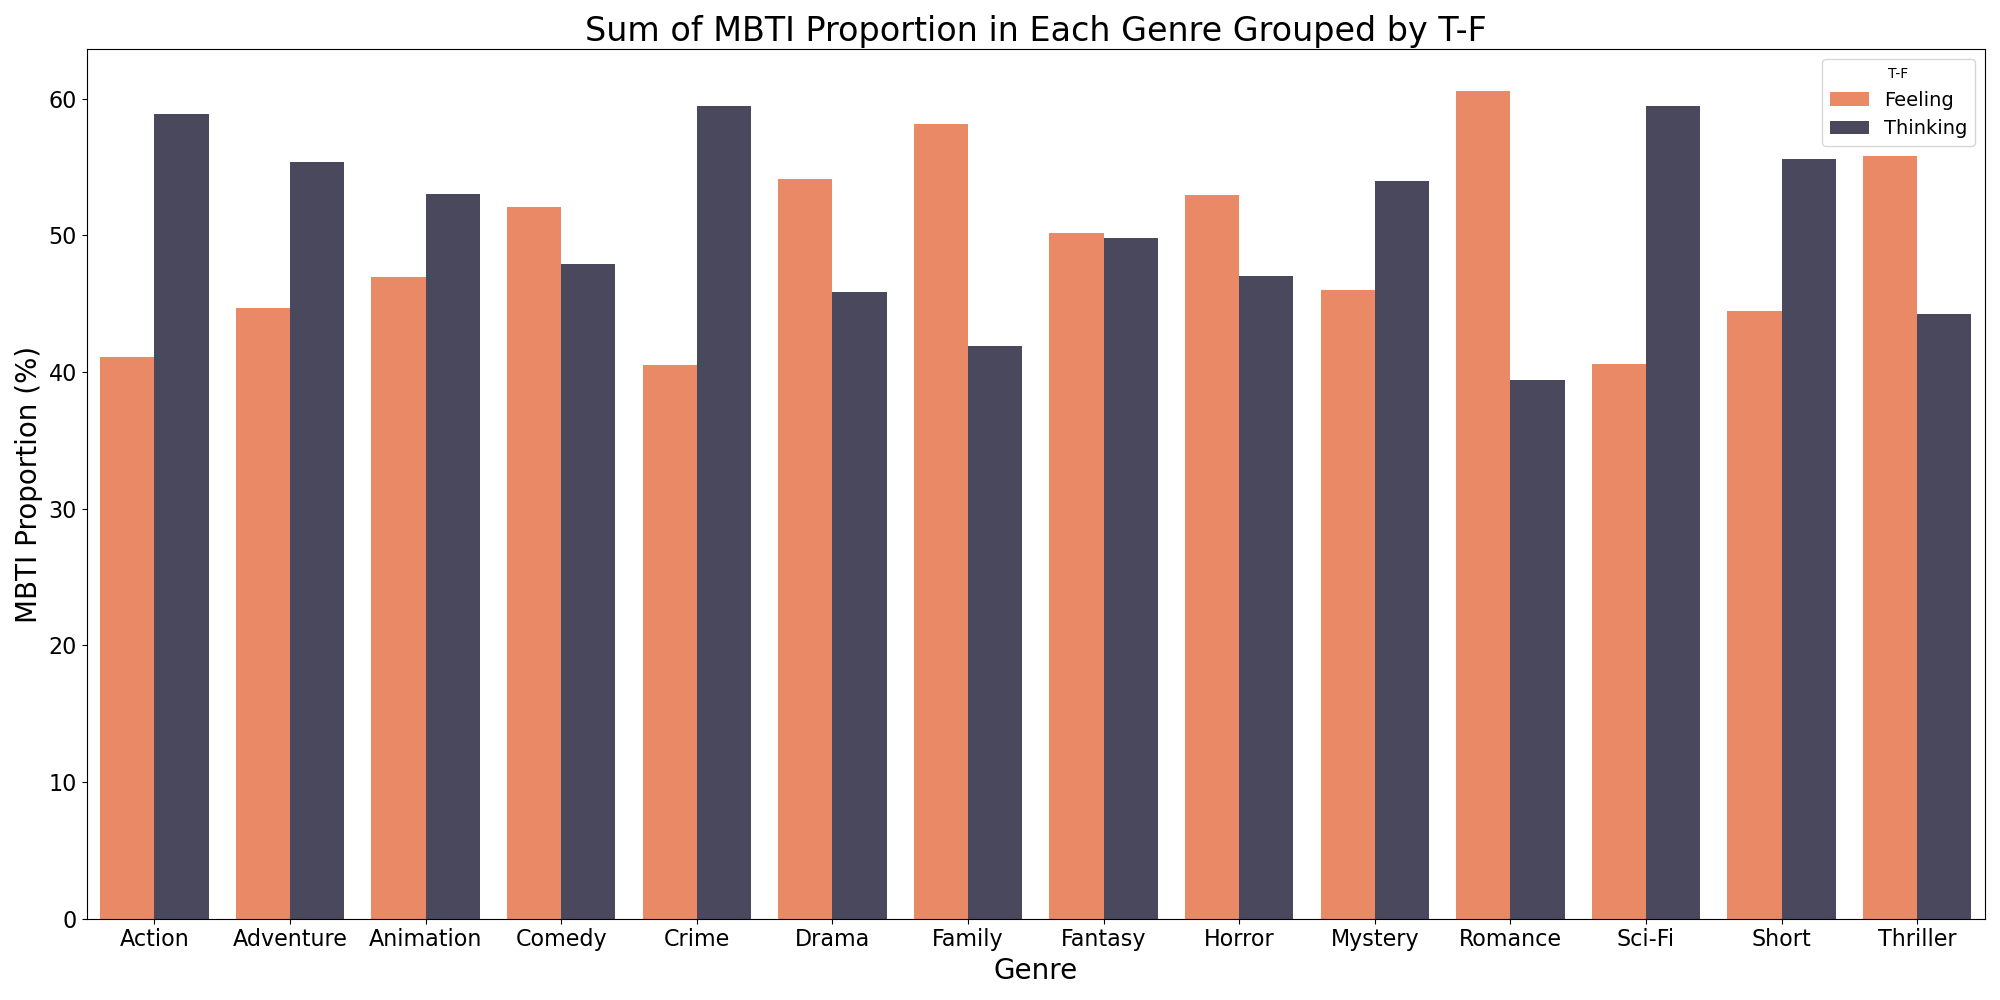 Sum of MBTI Proportion in Each Genre Grouped by T-F
T-F
Feeling
Thinking
MBTI Proportion (%)
60
50
40
30
20
10
0
Action Adventure Animation Comedy Crime Drama Family Fantasy Horror Mystery Romance Sci-Fi Short Thriller
Genre